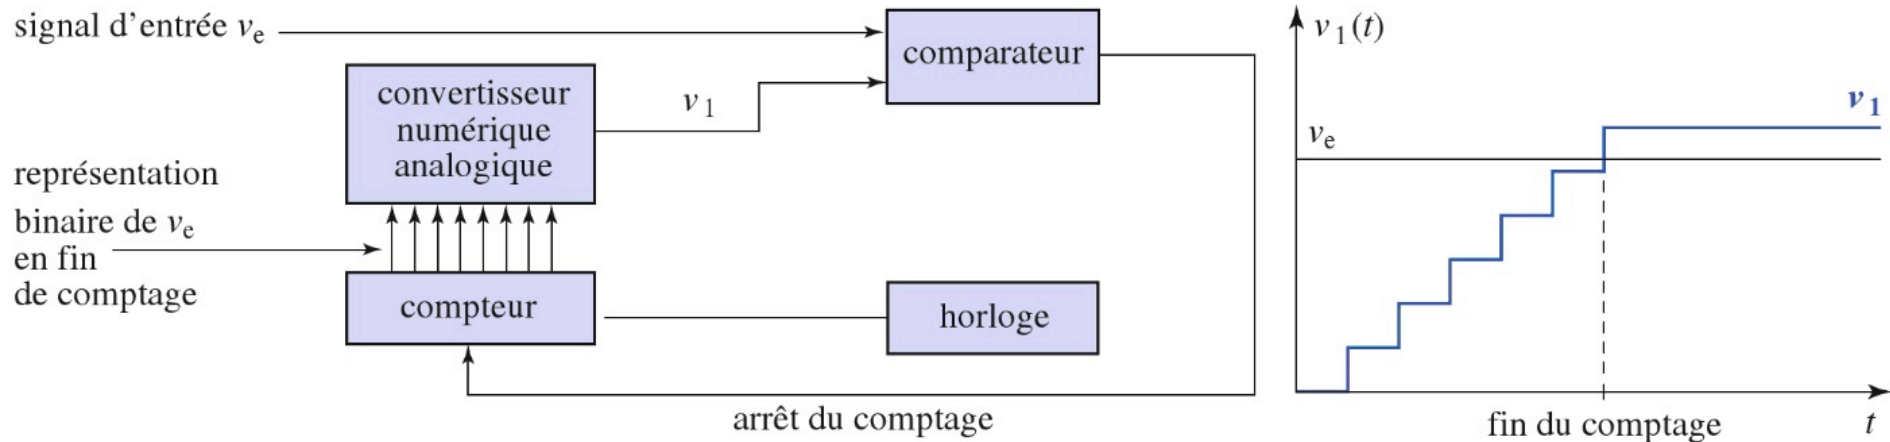 signal d’entrée ve
convertisseur
numérique
analogique
v1
comparateur
représentation
binaire de ve
en fin
de comptage
compteur
horloge
arrêt du comptage
v1(t)
v1
ve
fin du comptage
t